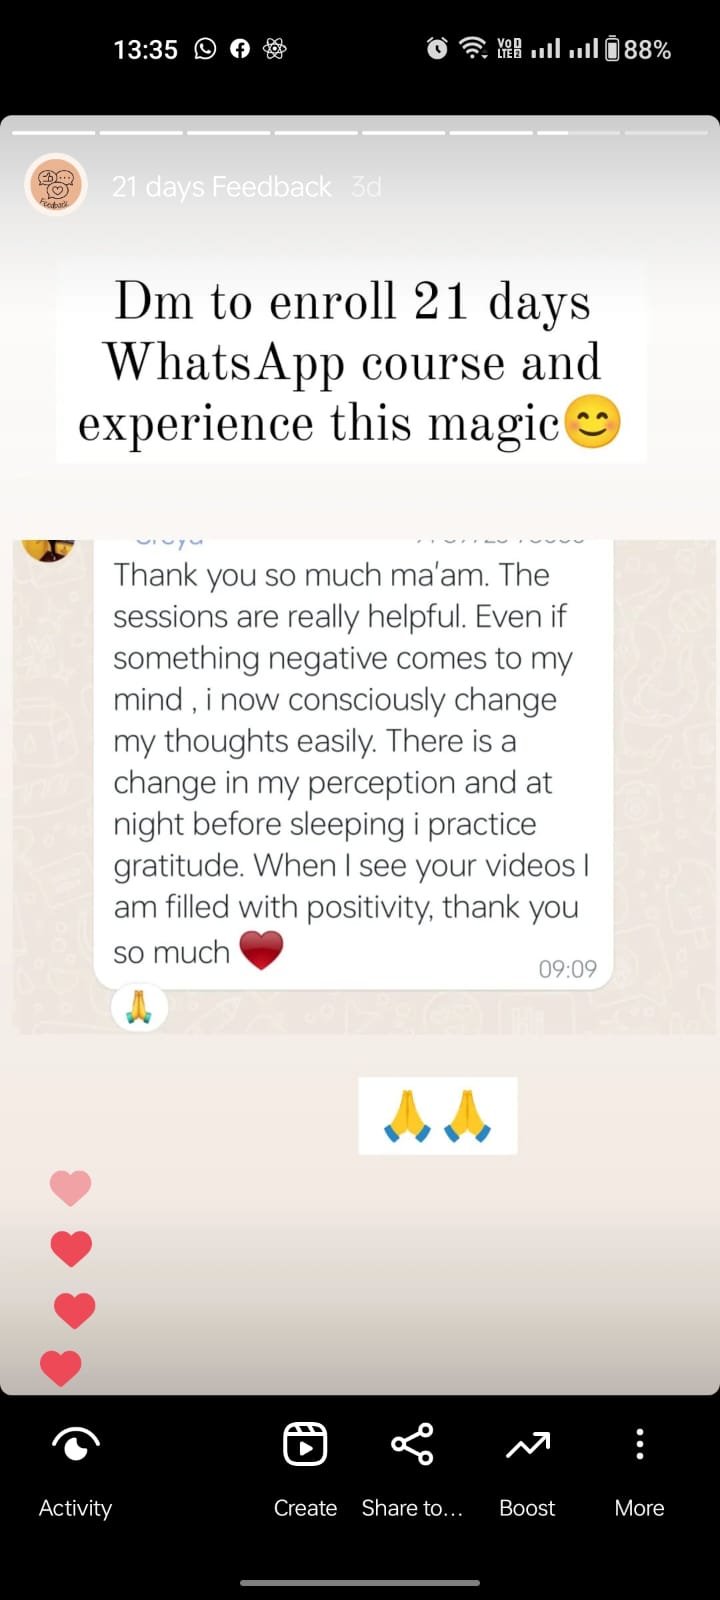 13:35 VoD LTE2 88%
21 days Feedback 3d
Feedback
Dm to enroll 21 days
WhatsApp course and
experience this magic😊
Thank you so much ma'am. The
sessions are really helpful. Even if
something negative comes to my
mind , i now consciously change
my thoughts easily. There is a
change in my perception and at
night before sleeping i practice
gratitude. When I see your videos I
am filled with positivity, thank you
so much ❤️
09:09
🙏
🙏🙏
Activity Create Share to... Boost More